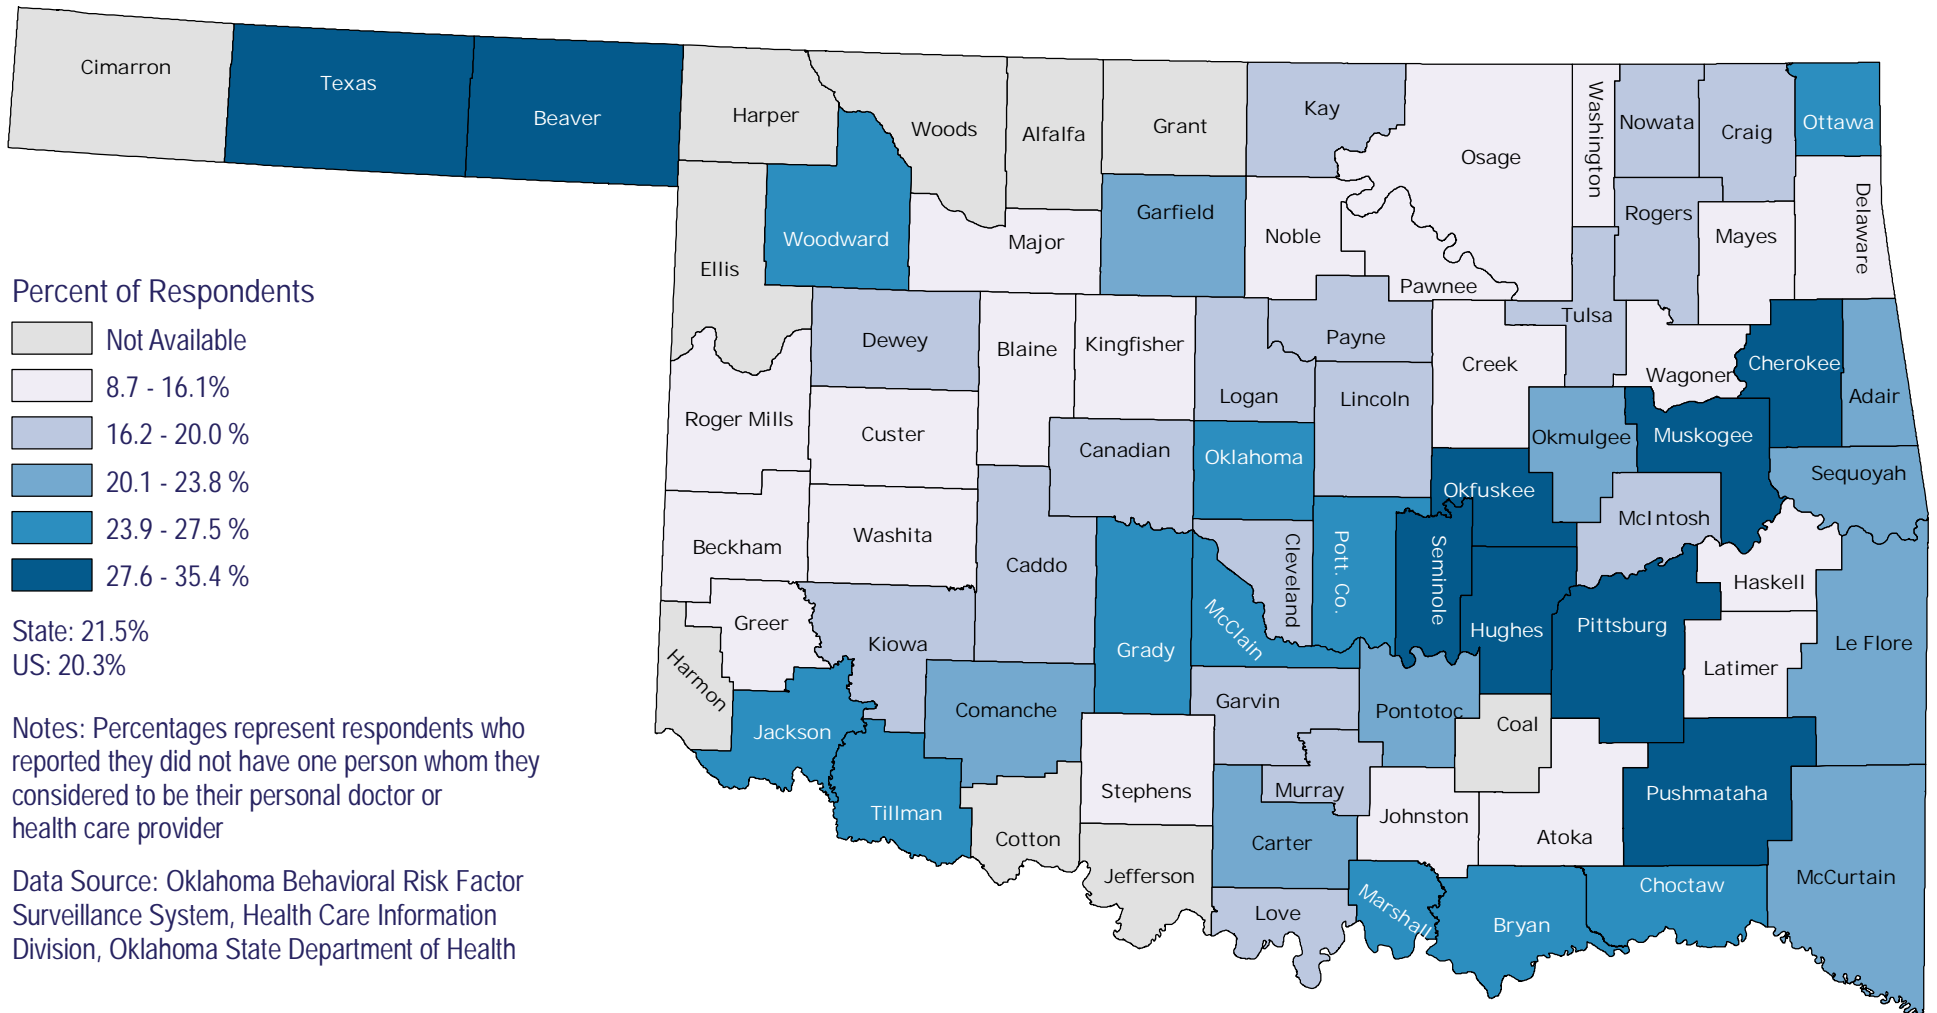 Cimarron
Texas
Beaver
Harper
Woods
Alfalfa
Grant
Kay
Osage
Washington
Nowata
Craig
Ottawa
Ellis
Woodward
Major
Garfield
Noble
Pawnee
Rogers
Mayes
Delaware
Dewey
Blaine
Kingfisher
Logan
Payne
Lincoln
Creek
Tulsa
Wagoner
Cherokee
Adair
Roger Mills
Custer
Canadian
Oklahoma
Okfuskee
Okmulgee
Muskogee
Sequoyah
Beckham
Washita
Caddo
Grady
McClain
Cleveland
Pott. Co.
Seminole
Hughes
McIntosh
Pittsburg
Haskell
Latimer
Le Flore
Harmon
Greer
Kiowa
Jackson
Tillman
Comanche
Cotton
Stephens
Jefferson
Garvin
Murray
Carter
Love
Pontotoc
Johnston
Marshall
Coal
Atoka
Bryan
Pushmataha
Choctaw
McCurtain
Percent of Respondents
Not Available
8.7 - 16.1%
16.2 - 20.0 %
20.1 - 23.8 %
23.9 - 27.5 %
27.6 - 35.4 %
State: 21.5%
US: 20.3%
Notes: Percentages represent respondents who
reported they did not have one person whom they
considered to be their personal doctor or
health care provider
Data Source: Oklahoma Behavioral Risk Factor
Surveillance System, Health Care Information
Division, Oklahoma State Department of Health